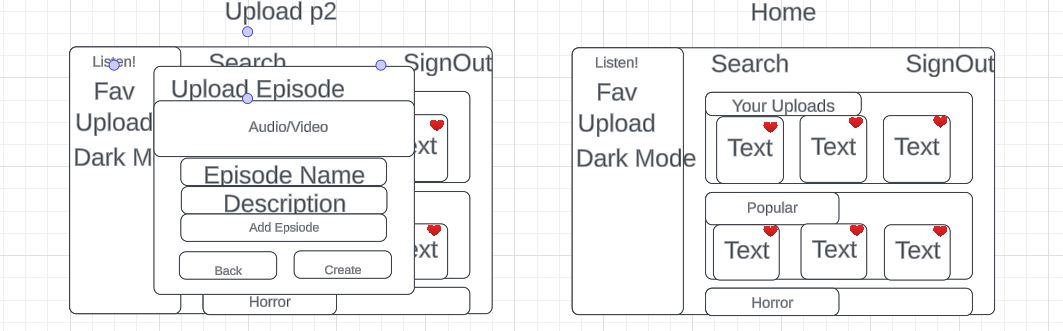 Upload p2
Listen!
Search
SignOut
Fav
Upload
Dark M
Upload Episode
Audio/Video
Episode Name
Description
Add Epsiode
Back
Create
ext
ext
Horror
Home
Listen!
Search
SignOut
Fav
Upload
Dark Mode
Your Uploads
Text
Text
Text
Popular
Text
Text
Text
Horror